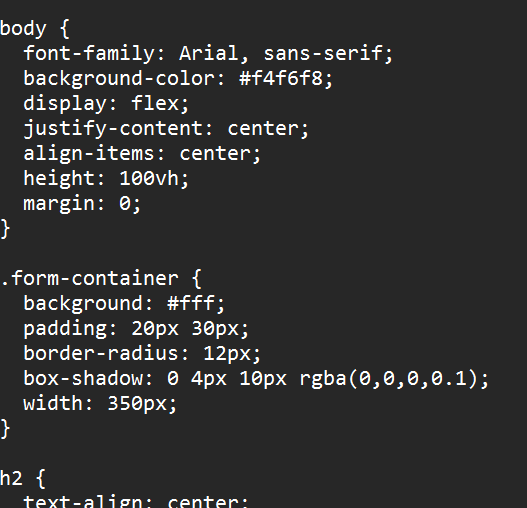 body {
  font-family: Arial, sans-serif;
  background-color: #f4f6f8;
  display: flex;
  justify-content: center;
  align-items: center;
  height: 100vh;
  margin: 0;
}

.form-container {
  background: #fff;
  padding: 20px 30px;
  border-radius: 12px;
  box-shadow: 0 4px 10px rgba(0,0,0,0.1);
  width: 350px;
}

h2 {
  text-align: center;